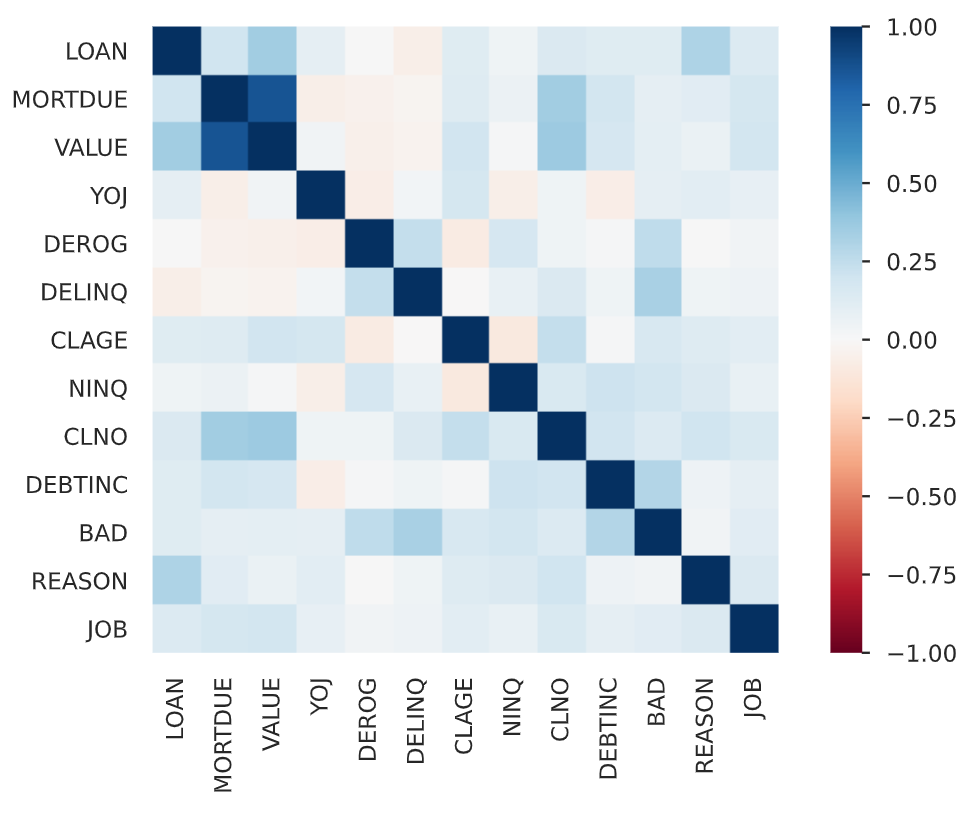 LOAN
MORTDUE
VALUE
YOJ
DEROG
DELINQ
CLAGE
NINQ
CLNO
DEBTINC
BAD
REASON
JOB
LOAN
MORTDUE
VALUE
YOJ
DEROG
DELINQ
CLAGE
NINQ
CLNO
DEBTINC
BAD
REASON
JOB
1.00
0.75
0.50
0.25
0.00
−0.25
−0.50
−0.75
−1.00